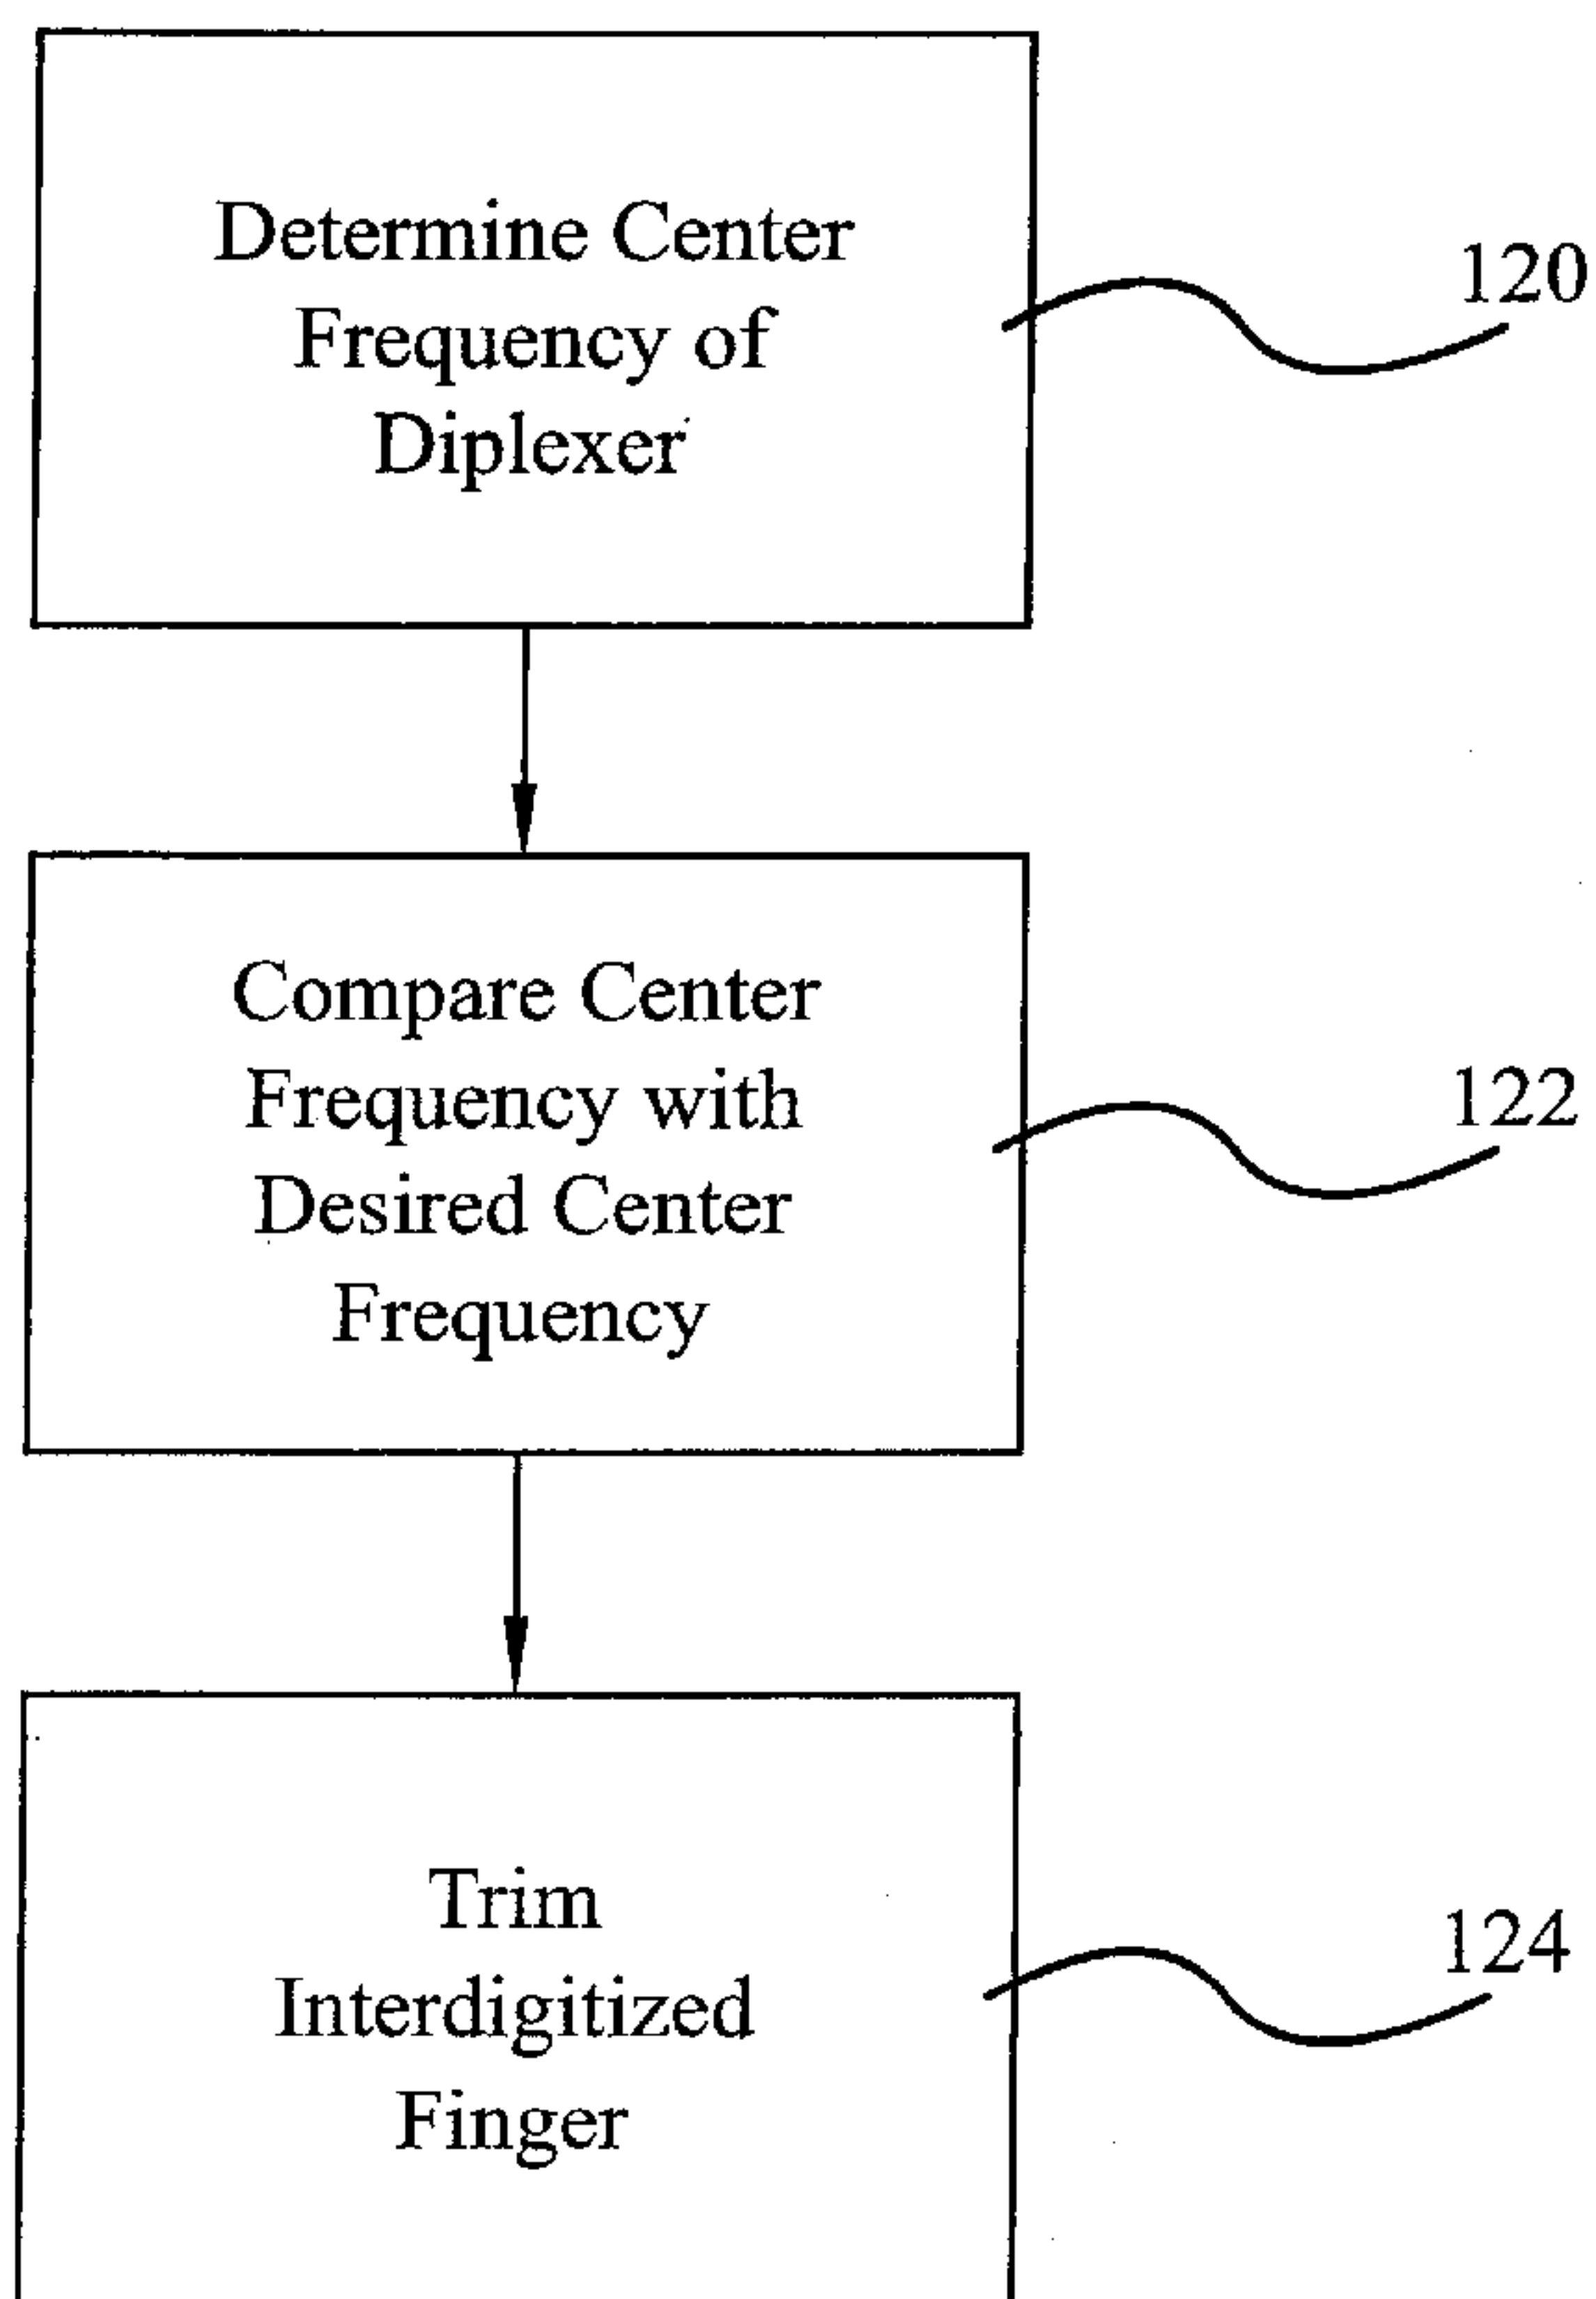 Determine Center
Frequency of
Diplexer
120
Compare Center
Frequency with
Desired Center
Frequency
122
Trim
Interdigitized
Finger
124